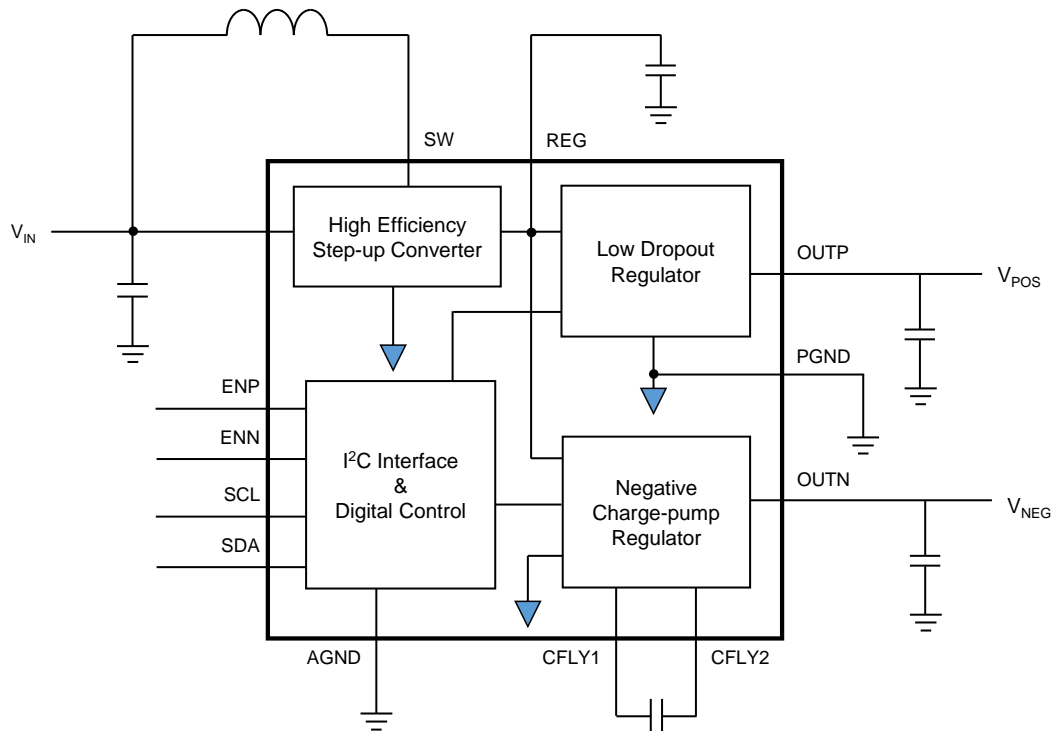 SW
REG
High Efficiency
Step-up Converter
Low Dropout
Regulator
V_IN
OUTP
V_POS
PGND
ENP
ENN
SCL
SDA
I²C Interface
&
Digital Control
Negative
Charge-pump
Regulator
OUTN
V_NEG
AGND
CFLY1
CFLY2